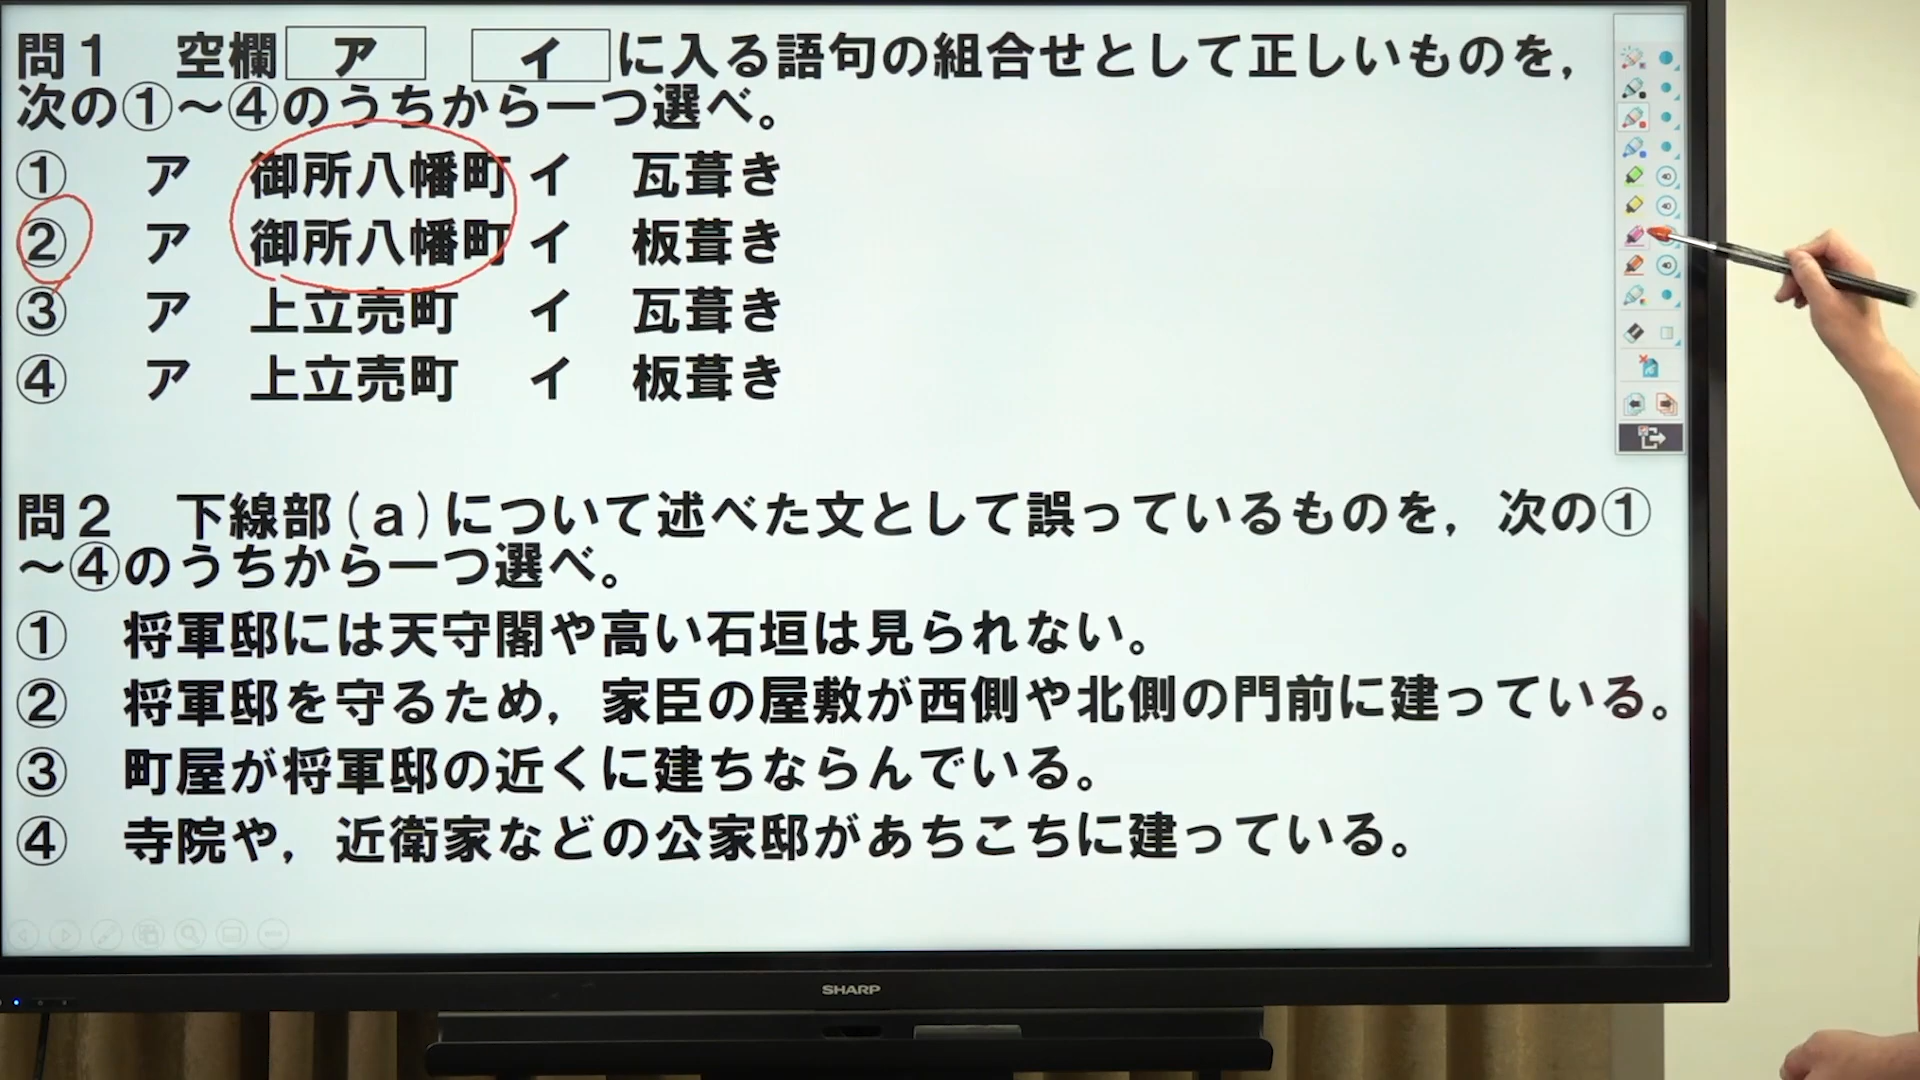 問１　空欄 ア　イ に入る語句の組合せとして正しいものを，
次の①～④のうちから一つ選べ。
①　ア　御所八幡町　イ　瓦葺き
②　ア　御所八幡町　イ　板葺き
③　ア　上立売町　イ　瓦葺き
④　ア　上立売町　イ　板葺き
問２　下線部(ａ)について述べた文として誤っているものを，次の①
～④のうちから一つ選べ。
①　将軍邸には天守閣や高い石垣は見られない。
②　将軍邸を守るため，家臣の屋敷が西側や北側の門前に建っている。
③　町屋が将軍邸の近くに建ちならんでいる。
④　寺院や，近衛家などの公家邸があちこちに建っている。
SHARP